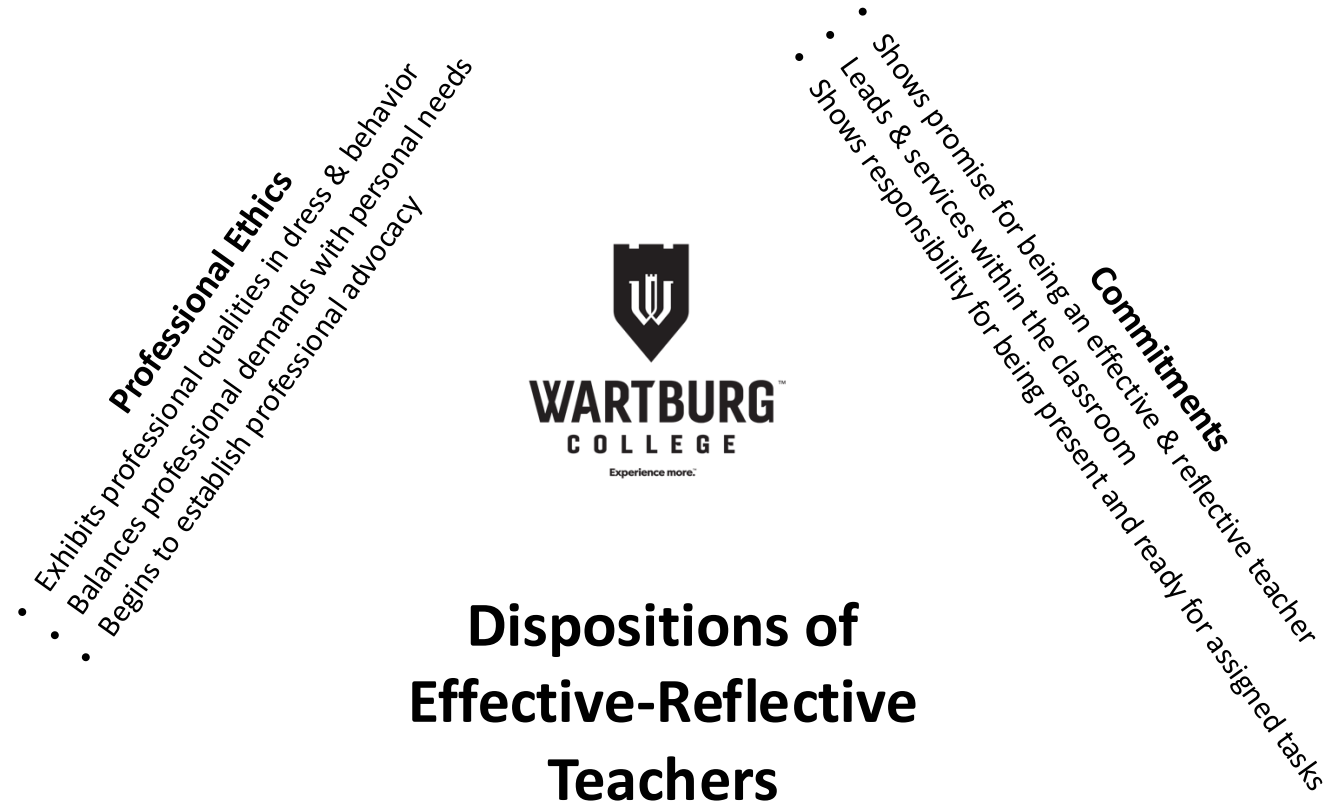 Professional Ethics
• Exhibits professional qualities in dress & behavior
• Balances professional demands with personal needs
• Begins to establish professional advocacy
Commitments
• Shows promise for being an effective & reflective teacher
• Leads & services within the classroom
• Shows responsibility for being present and ready for assigned tasks
W
WARTBURG™
COLLEGE
Experience more.™
Dispositions of
Effective-Reflective
Teachers